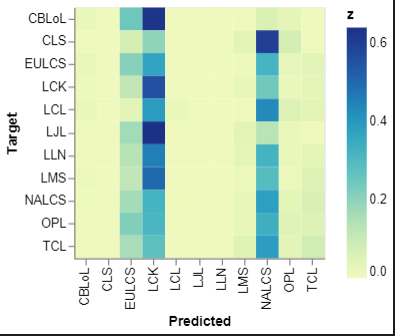 z
CBLoL
CLS
EULCS
LCK
LCL
LJL
LLN
LMS
NALCS
OPL
TCL
Target
0.6
0.4
0.2
0.0
CBLoL
CLS
EULCS
LCK
LCL
LJL
LLN
LMS
NALCS
OPL
TCL
Predicted